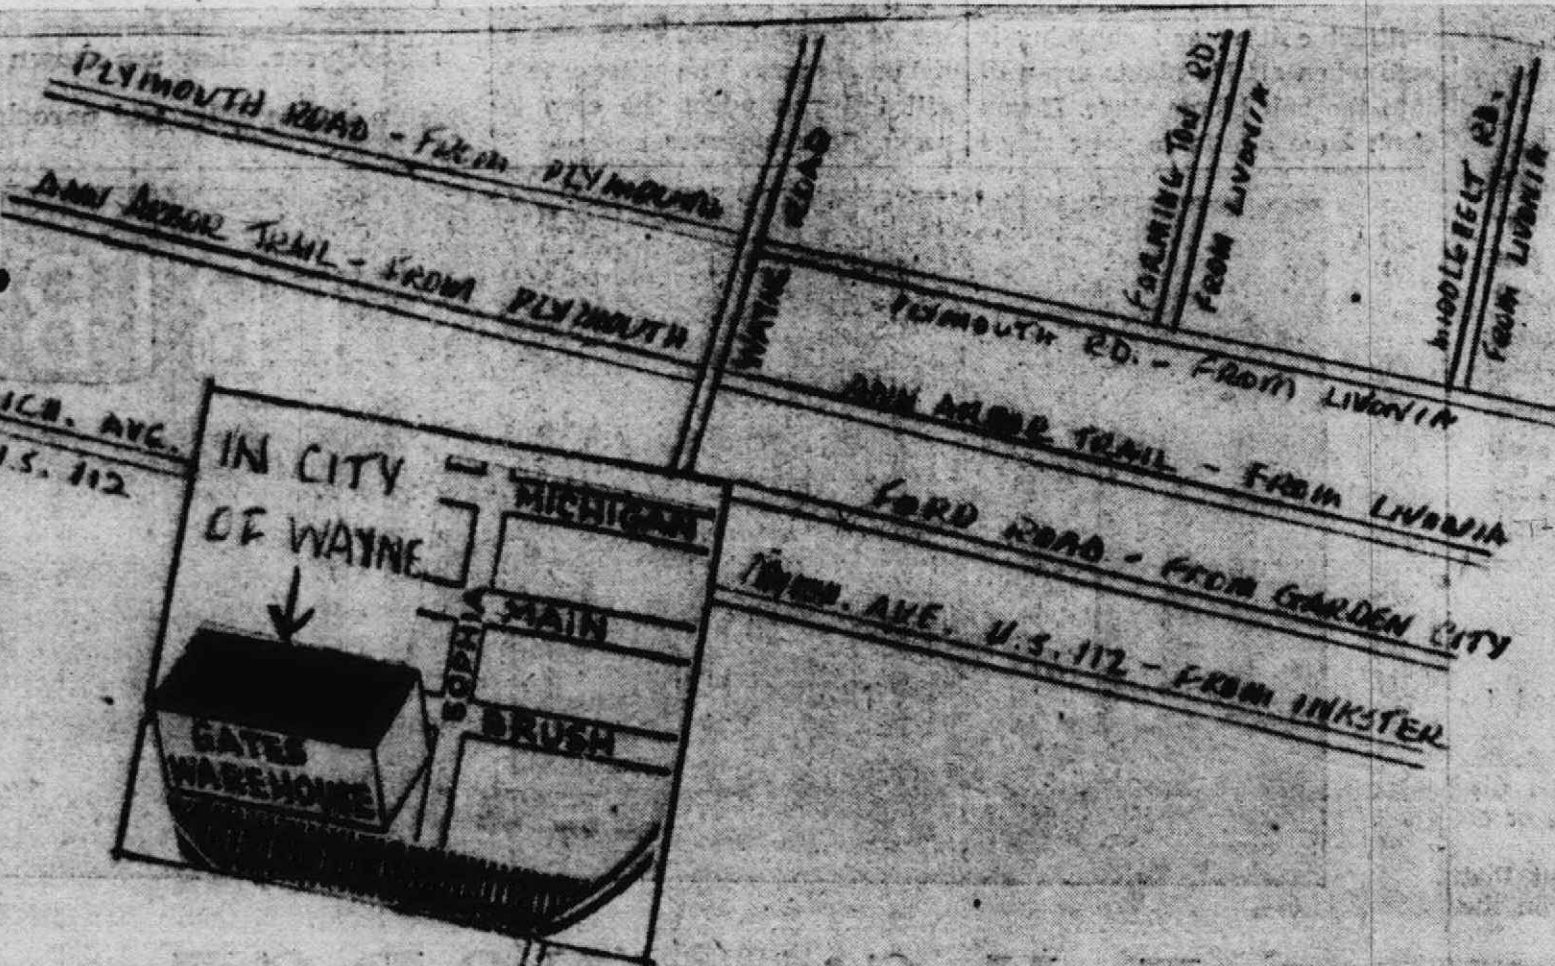 PLYMOUTH ROAD - FROM PLYMOUTH
ANN ARBOR TRAIL - FROM PLYMOUTH
WAYNE ROAD
FORMINGTON RD.
FROM LIVONIA
MIDDLEBELT RD.
FROM LIVONIA
PLYMOUTH RD. - FROM LIVONIA
ANN ARBOR TRAIL - FROM LIVONIA
FORD ROAD - FROM GARDEN CITY
AVE. U.S. 112 - FROM INKSTER
ICH. AVE.
.S. 112
IN CITY
OF WAYNE
MICHIGAN
MAIN
SOPHIA
BRUSH
GATES
WAREHOUSE